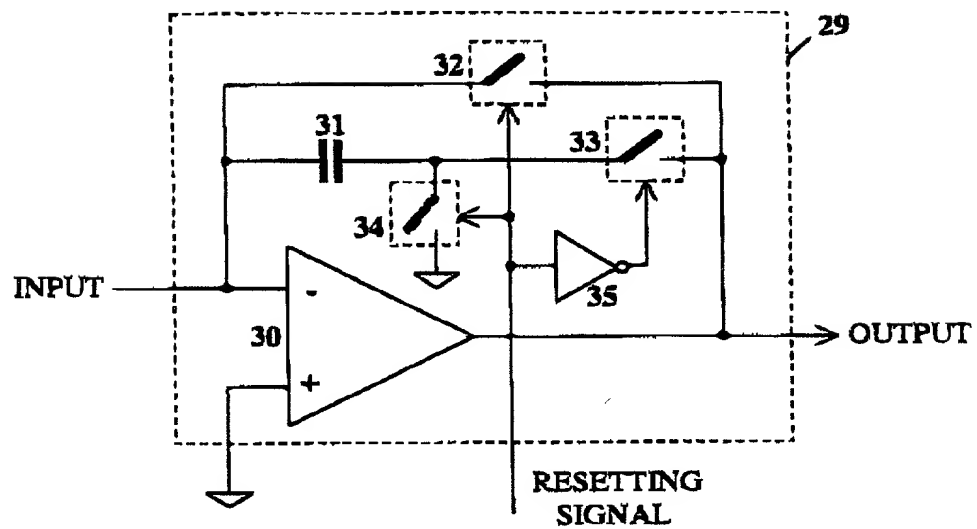 29
32
31
33
34
35
INPUT
-
30
+
OUTPUT
RESETTING
SIGNAL